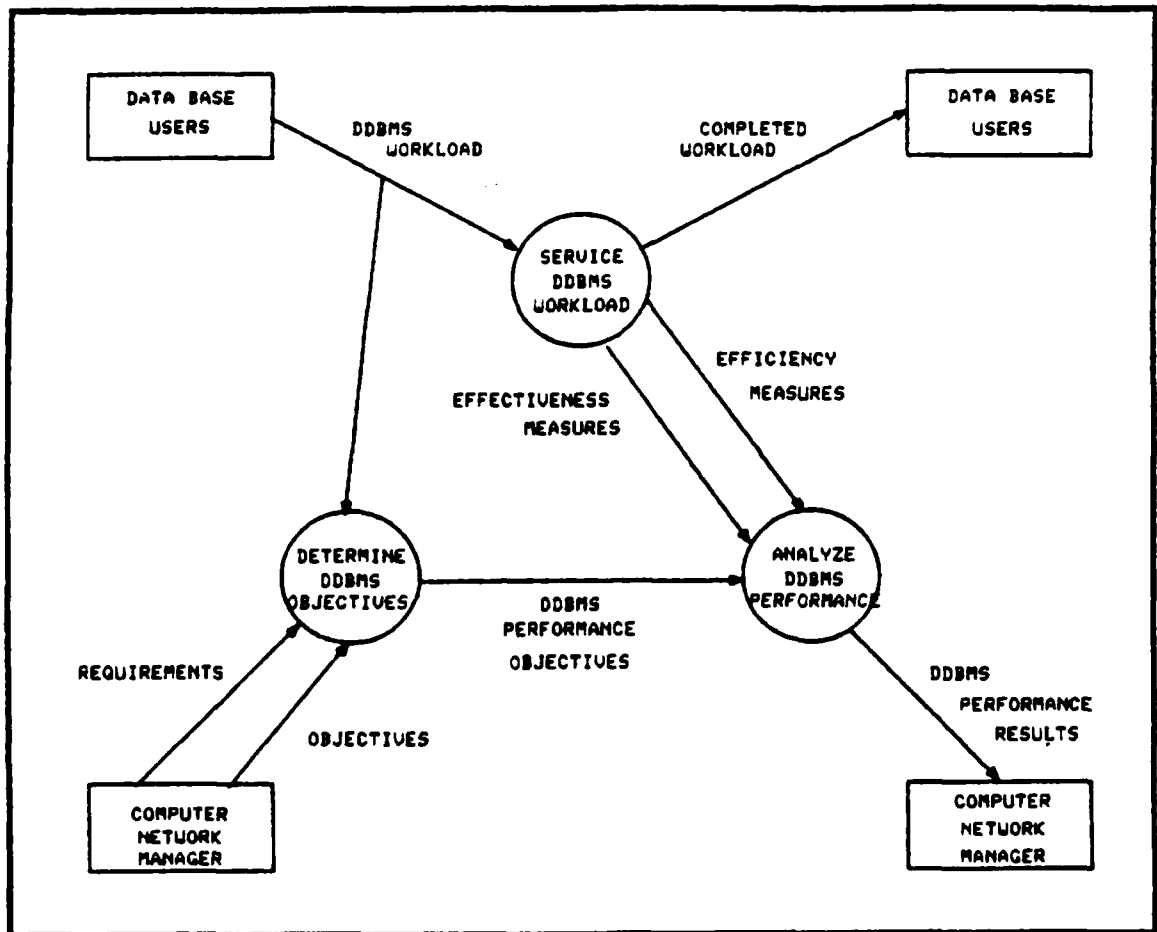 DATA BASE
USERS
DDBMS
WORKLOAD
COMPLETED
WORKLOAD
DATA BASE
USERS
SERVICE
DDBMS
WORKLOAD
EFFICIENCY
MEASURES
EFFECTIVENESS
MEASURES
DETERMINE
DDBMS
OBJECTIVES
DDBMS
PERFORMANCE
OBJECTIVES
ANALYZE
DDBMS
PERFORMANCE
REQUIREMENTS
OBJECTIVES
DDBMS
PERFORMANCE
RESULTS
COMPUTER
NETWORK
MANAGER
COMPUTER
NETWORK
MANAGER